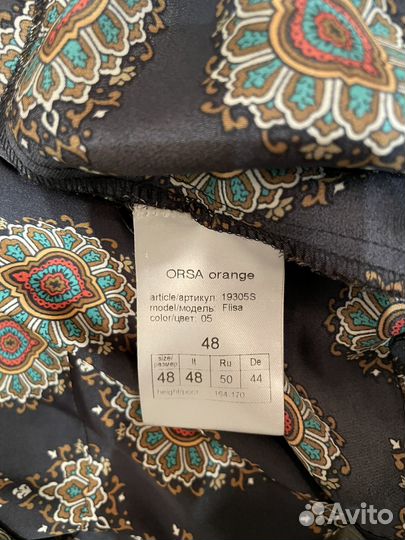 ORSA orange
article/артикул 19305S
model/модель Flisa
color/цвет: 05
48
size/размер It Ru De
48 48 50 44
height/рост 164-170
Avito